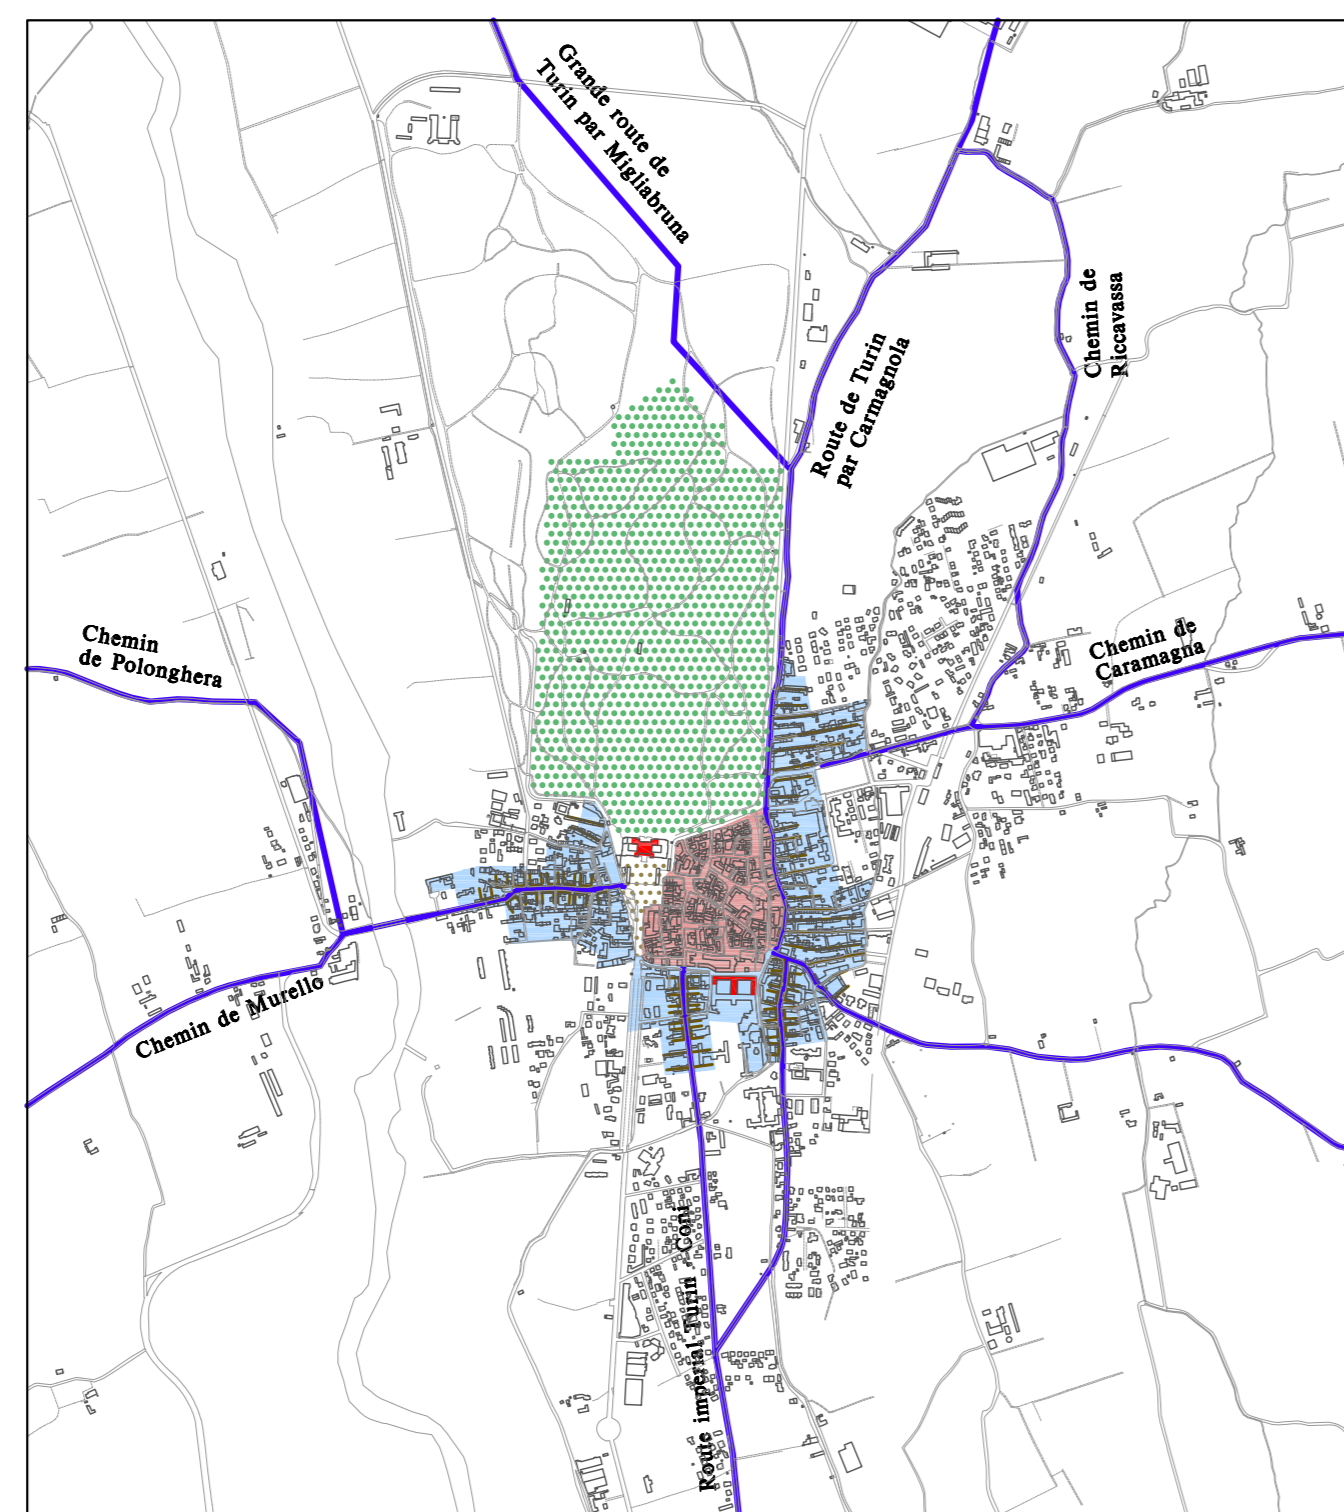 Grande route de
Turin par Migliabruna
Route de Turin
par Carmagnola
Chemin de
Riccavassa
Chemin
de Polonghera
Chemin de
Caramagna
Chemin de Murello
Route imperial Turin Coni